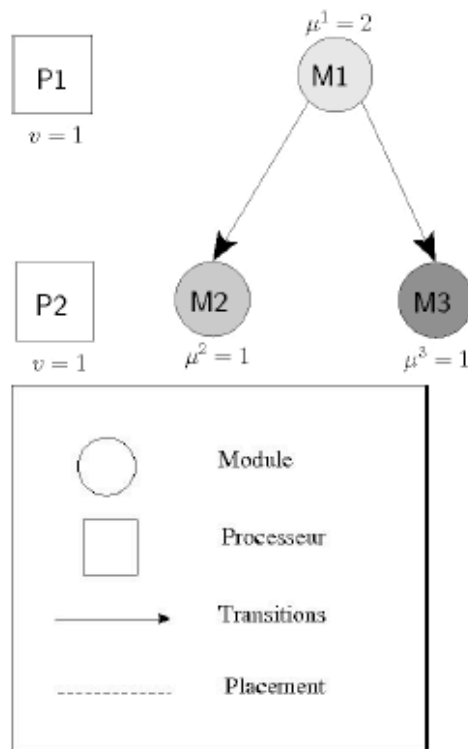 μ¹ = 2
P1
M1
v = 1
P2
M2
M3
v = 1
μ² = 1
μ³ = 1
Module
Processeur
Transitions
Placement